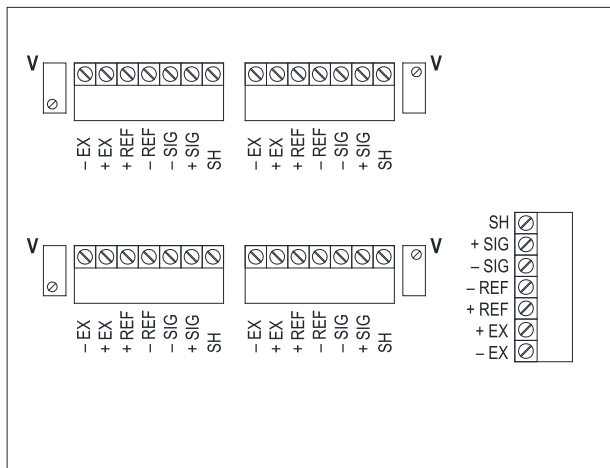 V
V
– EX
+ EX
+ REF
– REF
– SIG
+ SIG
SH
– EX
+ EX
+ REF
– REF
– SIG
+ SIG
SH
V
V
– EX
+ EX
+ REF
– REF
– SIG
+ SIG
SH
– EX
+ EX
+ REF
– REF
– SIG
+ SIG
SH
SH
+ SIG
– SIG
– REF
+ REF
+ EX
– EX